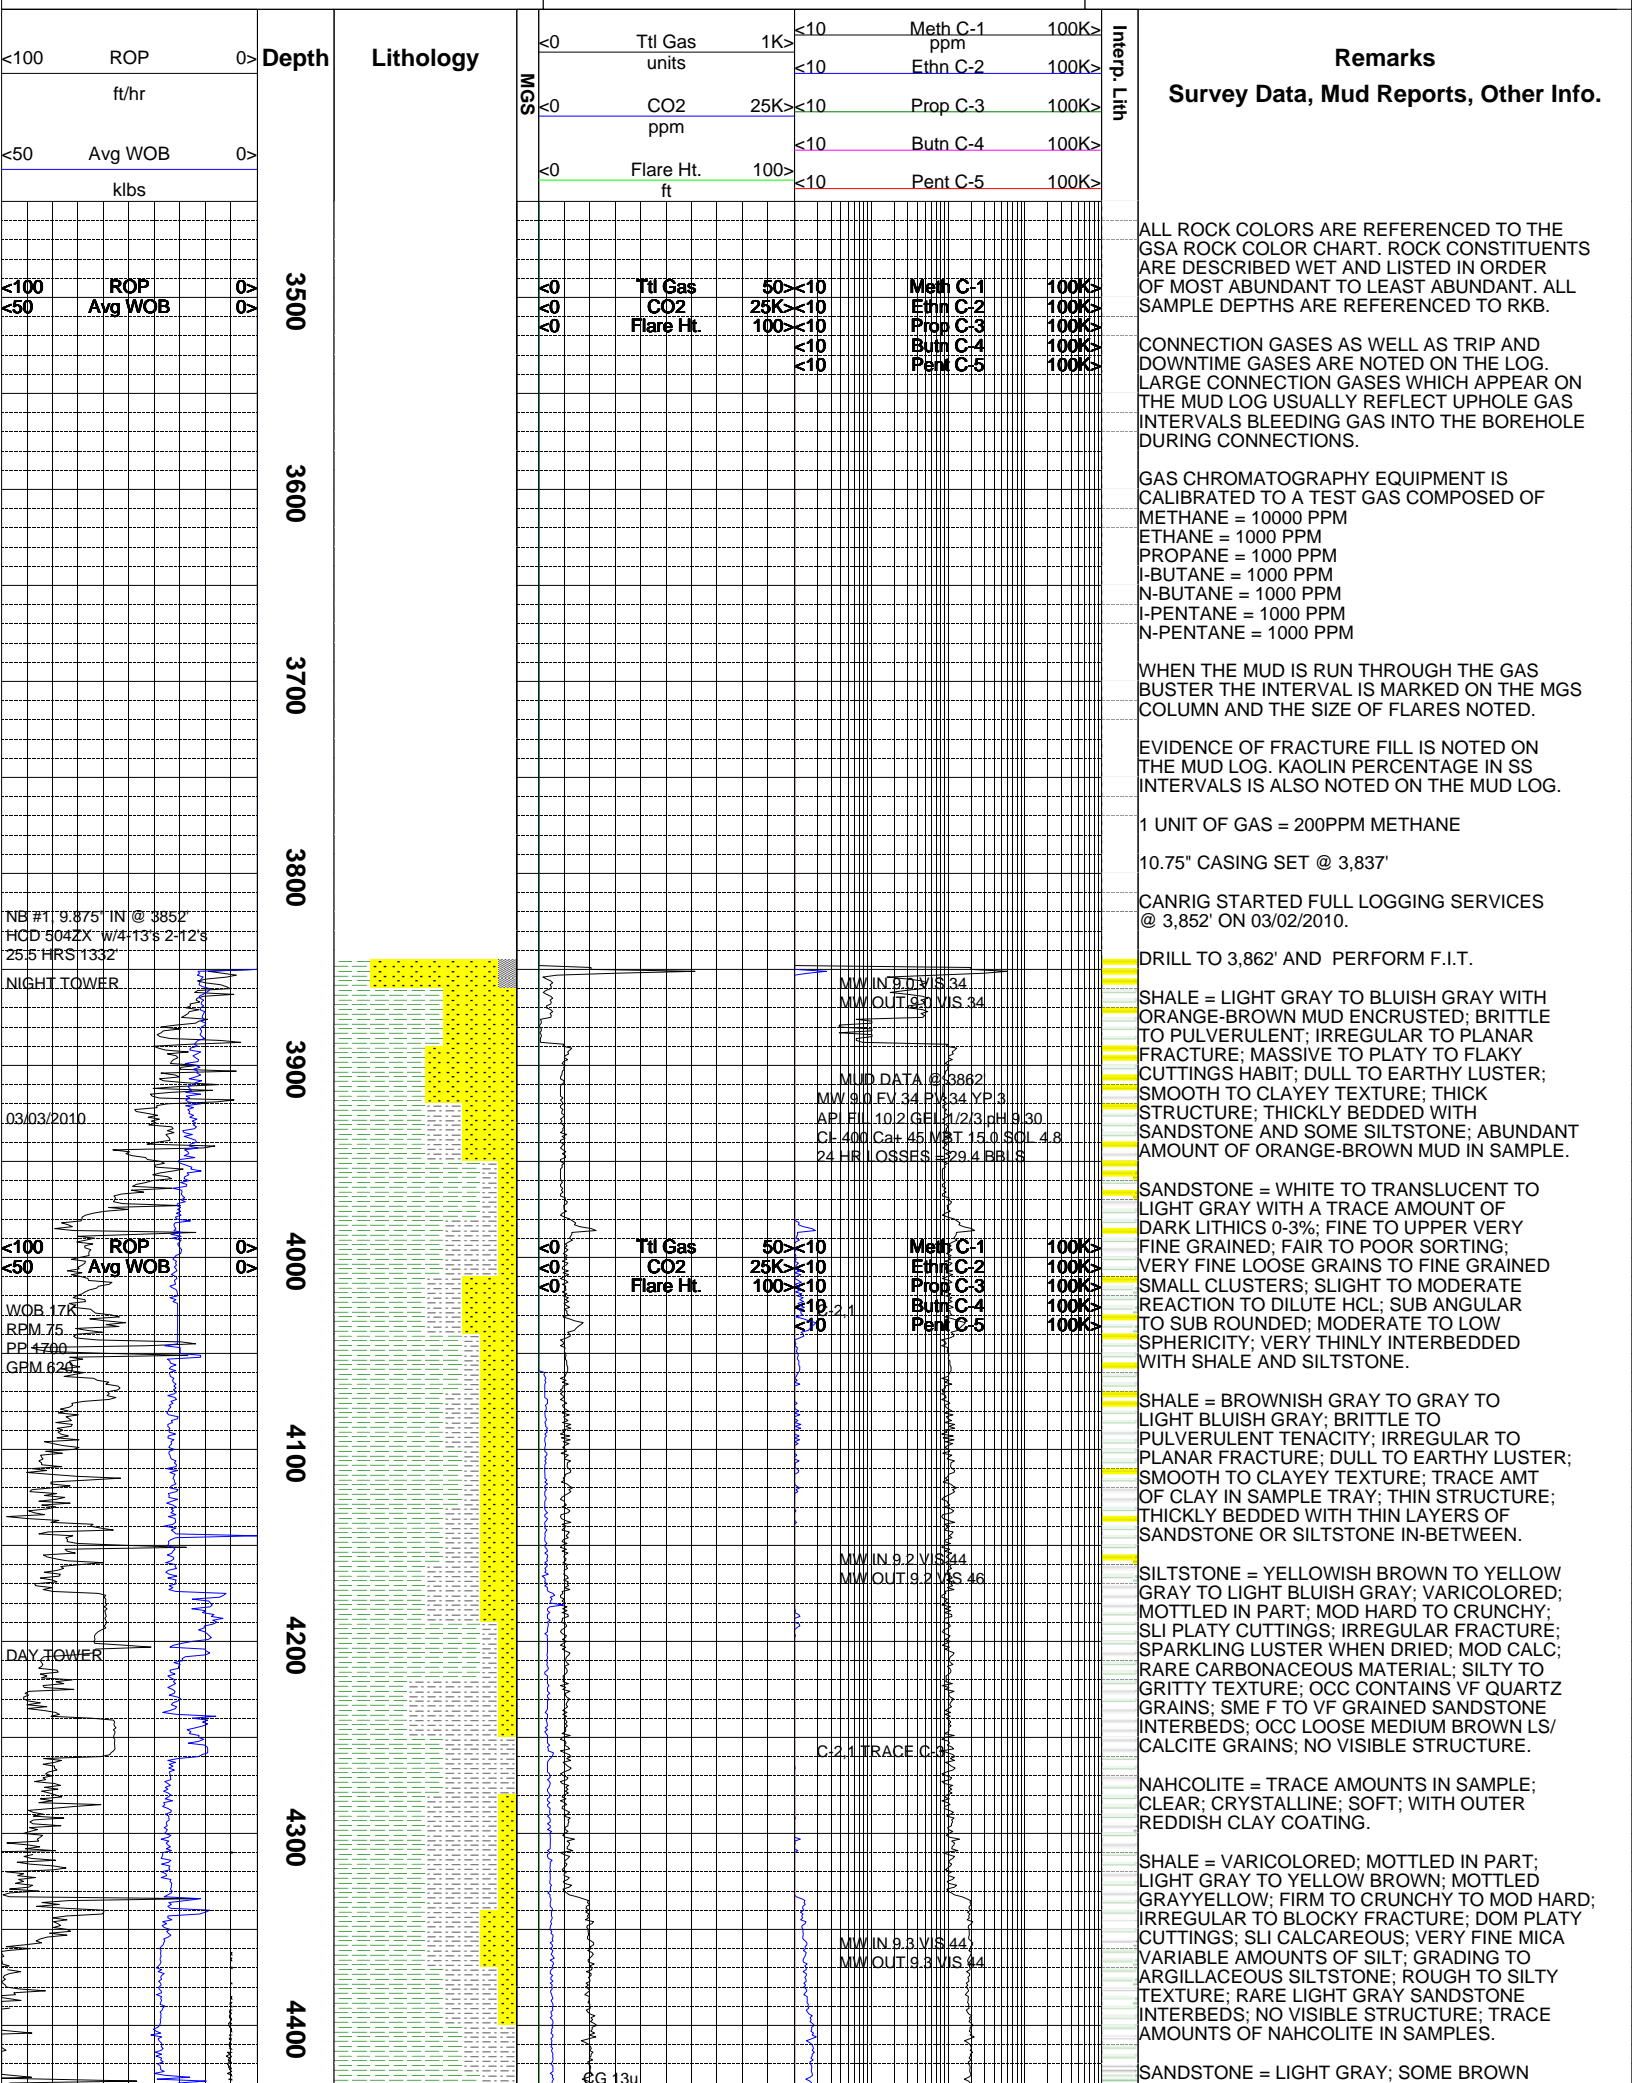 <100 ROP 0>
ft/hr
<50 Avg WOB 0>
klbs
Depth
Lithology
MGS
<0 Ttl Gas 1K>
units
<0 CO2 25K>
ppm
<0 Flare Ht. 100>
ft
<10 Meth C-1 100K>
ppm
<10 Ethn C-2 100K>
<10 Prop C-3 100K>
<10 Butn C-4 100K>
<10 Pent C-5 100K>
Interp. Lith
Remarks
Survey Data, Mud Reports, Other Info.
<100 ROP 0>
<50 Avg WOB 0>
3500
<0 Ttl Gas 50>
<0 CO2 25K>
<0 Flare Ht. 100>
<10 Meth C-1 100K>
<10 Ethn C-2 100K>
<10 Prop C-3 100K>
<10 Butn C-4 100K>
<10 Pent C-5 100K>
3600
3700
3800
NB #1, 9.875" IN @ 3852'
HCD 504ZX w/4-13's 2-12's
25.5 HRS 1332'
NIGHT TOWER
MW IN 9.0 VIS 34
MW OUT 9.0 VIS 34
3900
MUD DATA @ 3862
MW 9.0 FV 34 PV 34 YP 3
API FIL 10.2 GEL 1/2/3 pH 9.30
Cl- 400 Ca+ 45 MBT 15.0 SOL 4.8
24 HR LOSSES = 29.4 BBLS
03/03/2010
<100 ROP 0>
<50 Avg WOB 0>
4000
<0 Ttl Gas 50>
<0 CO2 25K>
<0 Flare Ht. 100>
<10 Meth C-1 100K>
<10 Ethn C-2 100K>
<10 Prop C-3 100K>
<10 Butn C-4 100K>
<10 Pent C-5 100K>
C-2,1
WOB 17K
RPM 75
PP 1700
GPM 620
4100
MW IN 9.2 VIS 44
MW OUT 9.2 VIS 46
4200
DAY TOWER
C-2,1 TRACE C-3
4300
MW IN 9.3 VIS 44
MW OUT 9.3 VIS 44
4400
CG 13u
ALL ROCK COLORS ARE REFERENCED TO THE
GSA ROCK COLOR CHART. ROCK CONSTITUENTS
ARE DESCRIBED WET AND LISTED IN ORDER
OF MOST ABUNDANT TO LEAST ABUNDANT. ALL
SAMPLE DEPTHS ARE REFERENCED TO RKB.
CONNECTION GASES AS WELL AS TRIP AND
DOWNTIME GASES ARE NOTED ON THE LOG.
LARGE CONNECTION GASES WHICH APPEAR ON
THE MUD LOG USUALLY REFLECT UPHOLE GAS
INTERVALS BLEEDING GAS INTO THE BOREHOLE
DURING CONNECTIONS.
GAS CHROMATOGRAPHY EQUIPMENT IS
CALIBRATED TO A TEST GAS COMPOSED OF
METHANE = 10000 PPM
ETHANE = 1000 PPM
PROPANE = 1000 PPM
I-BUTANE = 1000 PPM
N-BUTANE = 1000 PPM
I-PENTANE = 1000 PPM
N-PENTANE = 1000 PPM
WHEN THE MUD IS RUN THROUGH THE GAS
BUSTER THE INTERVAL IS MARKED ON THE MGS
COLUMN AND THE SIZE OF FLARES NOTED.
EVIDENCE OF FRACTURE FILL IS NOTED ON
THE MUD LOG. KAOLIN PERCENTAGE IN SS
INTERVALS IS ALSO NOTED ON THE MUD LOG.
1 UNIT OF GAS = 200PPM METHANE
10.75" CASING SET @ 3,837'
CANRIG STARTED FULL LOGGING SERVICES
@ 3,852' ON 03/02/2010.
DRILL TO 3,862' AND PERFORM F.I.T.
SHALE = LIGHT GRAY TO BLUISH GRAY WITH
ORANGE-BROWN MUD ENCRUSTED; BRITTLE
TO PULVERULENT; IRREGULAR TO PLANAR
FRACTURE; MASSIVE TO PLATY TO FLAKY
CUTTINGS HABIT; DULL TO EARTHY LUSTER;
SMOOTH TO CLAYEY TEXTURE; THICK
STRUCTURE; THICKLY BEDDED WITH
SANDSTONE AND SOME SILTSTONE; ABUNDANT
AMOUNT OF ORANGE-BROWN MUD IN SAMPLE.
SANDSTONE = WHITE TO TRANSLUCENT TO
LIGHT GRAY WITH A TRACE AMOUNT OF
DARK LITHICS 0-3%; FINE TO UPPER VERY
FINE GRAINED; FAIR TO POOR SORTING;
VERY FINE LOOSE GRAINS TO FINE GRAINED
SMALL CLUSTERS; SLIGHT TO MODERATE
REACTION TO DILUTE HCL; SUB ANGULAR
TO SUB ROUNDED; MODERATE TO LOW
SPHERICITY; VERY THINLY INTERBEDDED
WITH SHALE AND SILTSTONE.
SHALE = BROWNISH GRAY TO GRAY TO
LIGHT BLUISH GRAY; BRITTLE TO
PULVERULENT TENACITY; IRREGULAR TO
PLANAR FRACTURE; DULL TO EARTHY LUSTER;
SMOOTH TO CLAYEY TEXTURE; TRACE AMT
OF CLAY IN SAMPLE TRAY; THIN STRUCTURE;
THICKLY BEDDED WITH THIN LAYERS OF
SANDSTONE OR SILTSTONE IN-BETWEEN.
SILTSTONE = YELLOWISH BROWN TO YELLOW
GRAY TO LIGHT BLUISH GRAY; VARICOLORED;
MOTTLED IN PART; MOD HARD TO CRUNCHY;
SLI PLATY CUTTINGS; IRREGULAR FRACTURE;
SPARKLING LUSTER WHEN DRIED; MOD CALC;
RARE CARBONACEOUS MATERIAL; SILTY TO
GRITTY TEXTURE; OCC CONTAINS VF QUARTZ
GRAINS; SME F TO VF GRAINED SANDSTONE
INTERBEDS; OCC LOOSE MEDIUM BROWN LS/
CALCITE GRAINS; NO VISIBLE STRUCTURE.
NAHCOLITE = TRACE AMOUNTS IN SAMPLE;
CLEAR; CRYSTALLINE; SOFT; WITH OUTER
REDDISH CLAY COATING.
SHALE = VARICOLORED; MOTTLED IN PART;
LIGHT GRAY TO YELLOW BROWN; MOTTLED
GRAYYELLOW; FIRM TO CRUNCHY TO MOD HARD;
IRREGULAR TO BLOCKY FRACTURE; DOM PLATY
CUTTINGS; SLI CALCAREOUS; VERY FINE MICA
VARIABLE AMOUNTS OF SILT; GRADING TO
ARGILLACEOUS SILTSTONE; ROUGH TO SILTY
TEXTURE; RARE LIGHT GRAY SANDSTONE
INTERBEDS; NO VISIBLE STRUCTURE; TRACE
AMOUNTS OF NAHCOLITE IN SAMPLES.
SANDSTONE = LIGHT GRAY; SOME BROWN